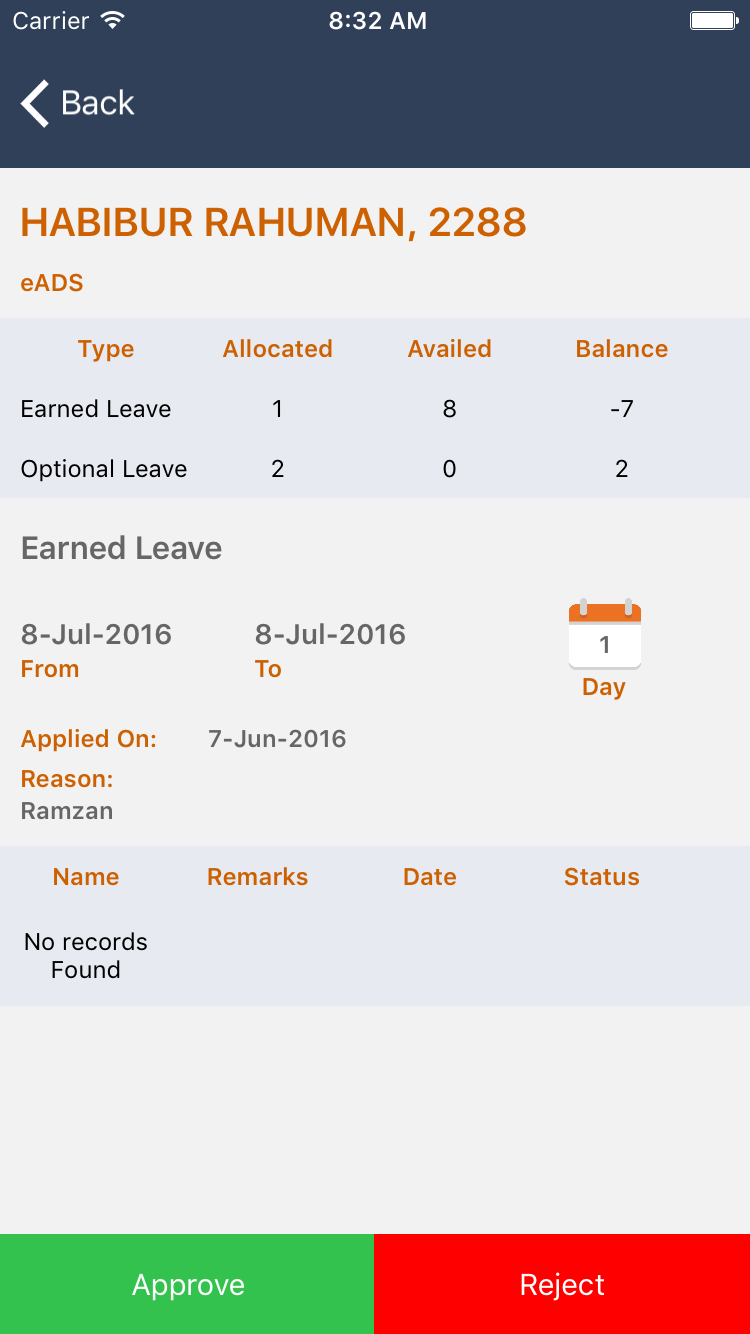 Carrier 8:32 AM
Back
HABIBUR RAHUMAN, 2288
eADS
Type Allocated Availed Balance
Earned Leave 1 8 -7
Optional Leave 2 0 2
Earned Leave
8-Jul-2016 8-Jul-2016 1
From To Day
Applied On: 7-Jun-2016
Reason:
Ramzan
Name Remarks Date Status
No records
Found
Approve Reject